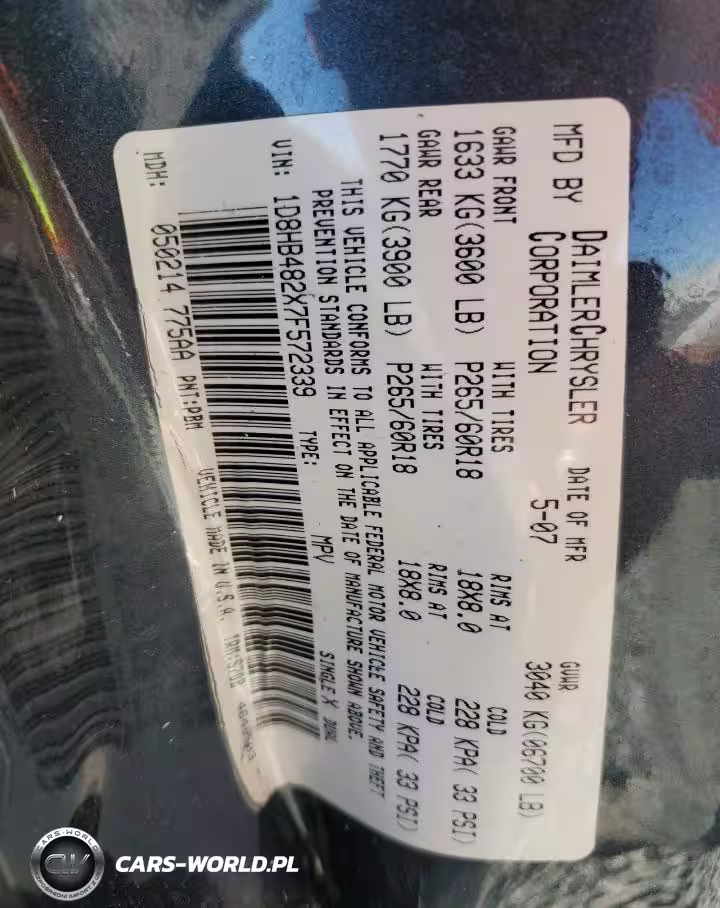 MFD BY DAIMLERCHRYSLER CORPORATION DATE OF MFR 5-07 GVWR 3040 KG(06700 LB)
GAWR FRONT WITH TIRES RIMS AT COLD
1633 KG(3600 LB) P265/60R18 18X8.0 228 KPA( 33 PSI)
GAWR REAR WITH TIRES RIMS AT COLD
1770 KG(3900 LB) P265/60R18 18X8.0 228 KPA( 33 PSI)
THIS VEHICLE CONFORMS TO ALL APPLICABLE FEDERAL MOTOR VEHICLE SAFETY AND THEFT
PREVENTION STANDARDS IN EFFECT ON THE DATE OF MANUFACTURE SHOWN ABOVE.
VIN: 1D8HB482X7F572339 TYPE: MPV SINGLE X DUAL
MDH: 050214 775AA PNT:PBM VEHICLE MADE IN U.S.A.
CARS-WORLD.PL
CARS-WORLD
CW